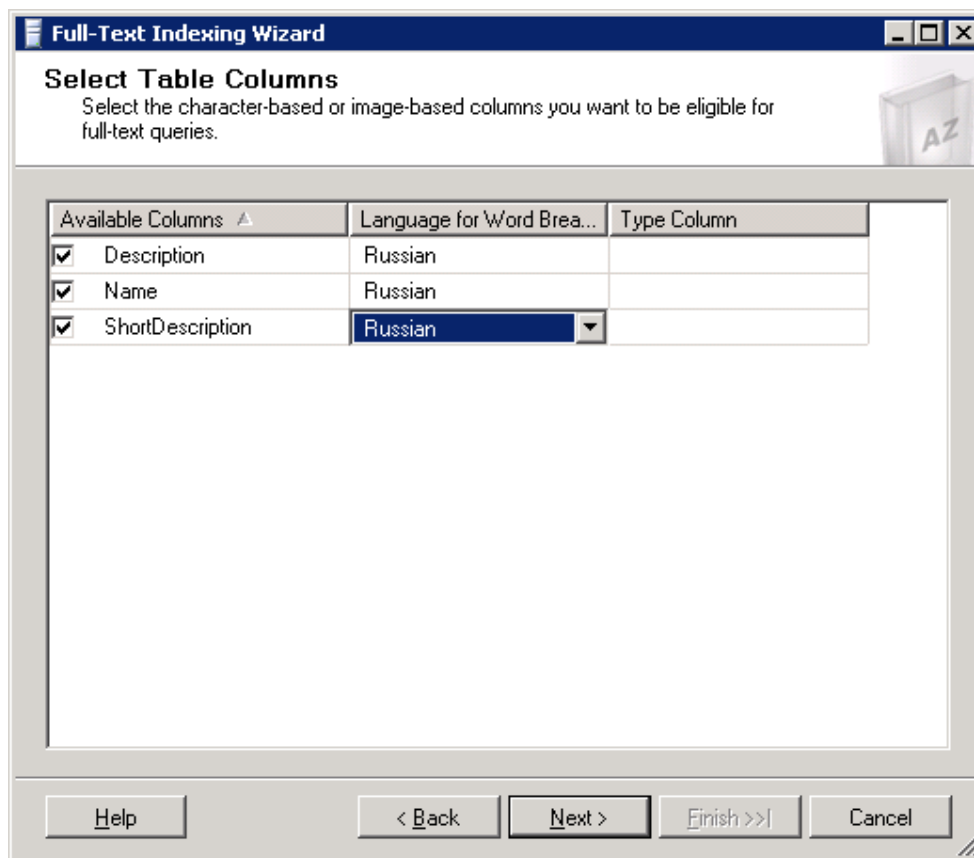 Full-Text Indexing Wizard
Select Table Columns
Select the character-based or image-based columns you want to be eligible for
full-text queries.
AZ
Available Columns Language for Word Brea... Type Column
Description Russian
Name Russian
ShortDescription Russian
Help < Back Next > Finish >>| Cancel